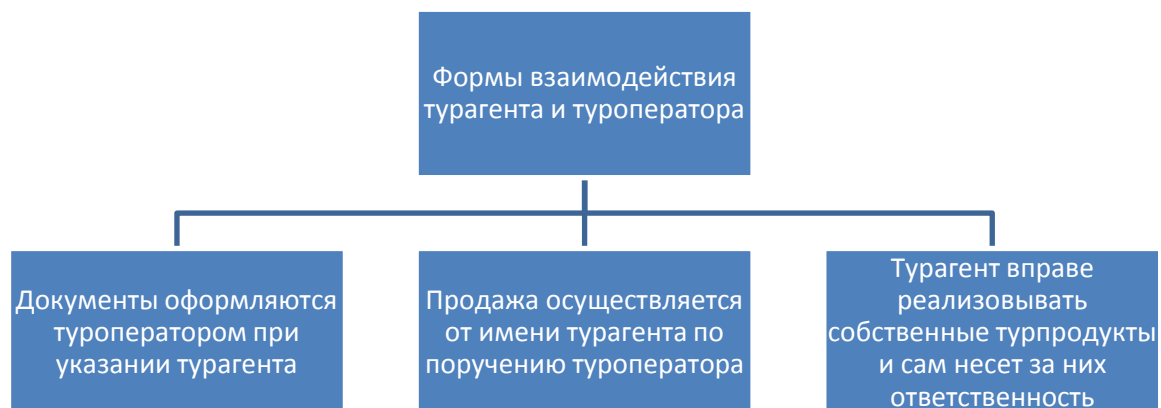 Формы взаимодействия
турагента и туроператора
Документы оформляются
туроператором при
указании турагента
Продажа осуществляется
от имени турагента по
поручению туроператора
Турагент вправе
реализовывать
собственные турпродукты
и сам несет за них
ответственность